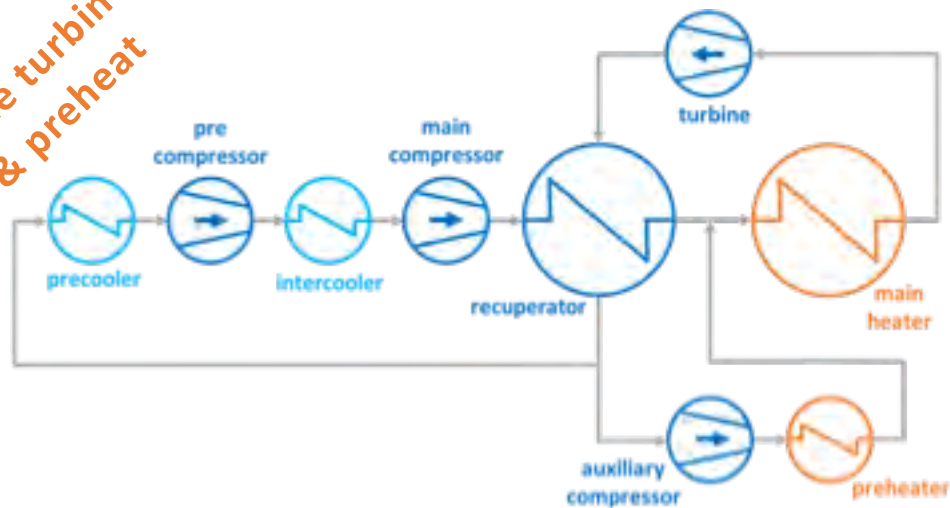 e turbin
& preheat
pre
compressor
main
compressor
turbine
precooler
intercooler
recuperator
main
heater
auxiliary
compressor
preheater